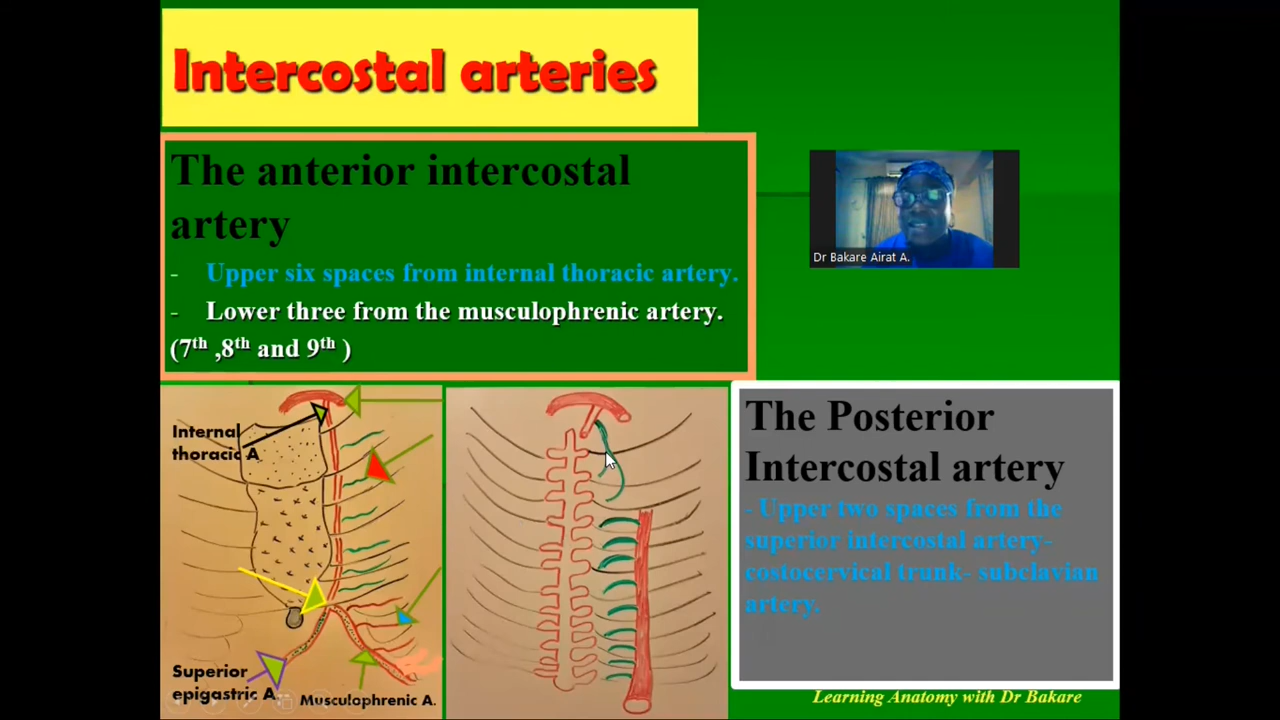 Intercostal arteries
The anterior intercostal
artery
- Upper six spaces from internal thoracic artery.
- Lower three from the musculophrenic artery.
(7th ,8th and 9th )
Dr Bakare Airat A.
Internal
thoracic A
Superior
epigastric A.
Musculophrenic A.
The Posterior
Intercostal artery
- Upper two spaces from the
superior intercostal artery-
costocervical trunk- subclavian
artery.
Learning Anatomy with Dr Bakare